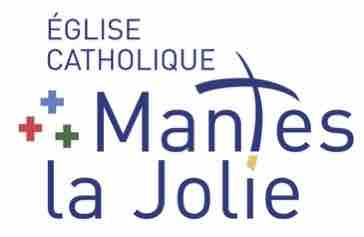 ÉGLISE
CATHOLIQUE
Mantes
la Jolie